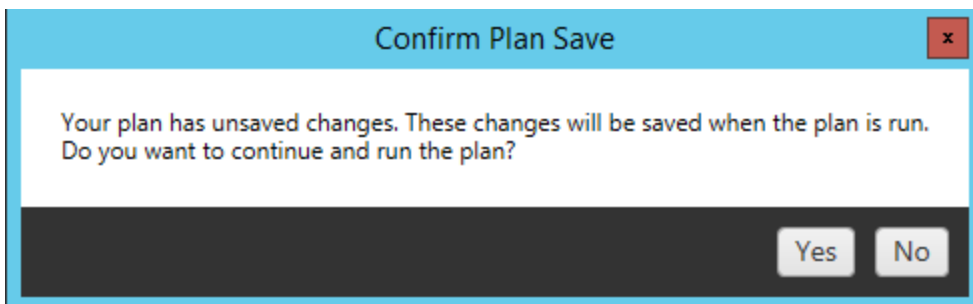 Confirm Plan Save
x
Your plan has unsaved changes. These changes will be saved when the plan is run.
Do you want to continue and run the plan?
Yes No